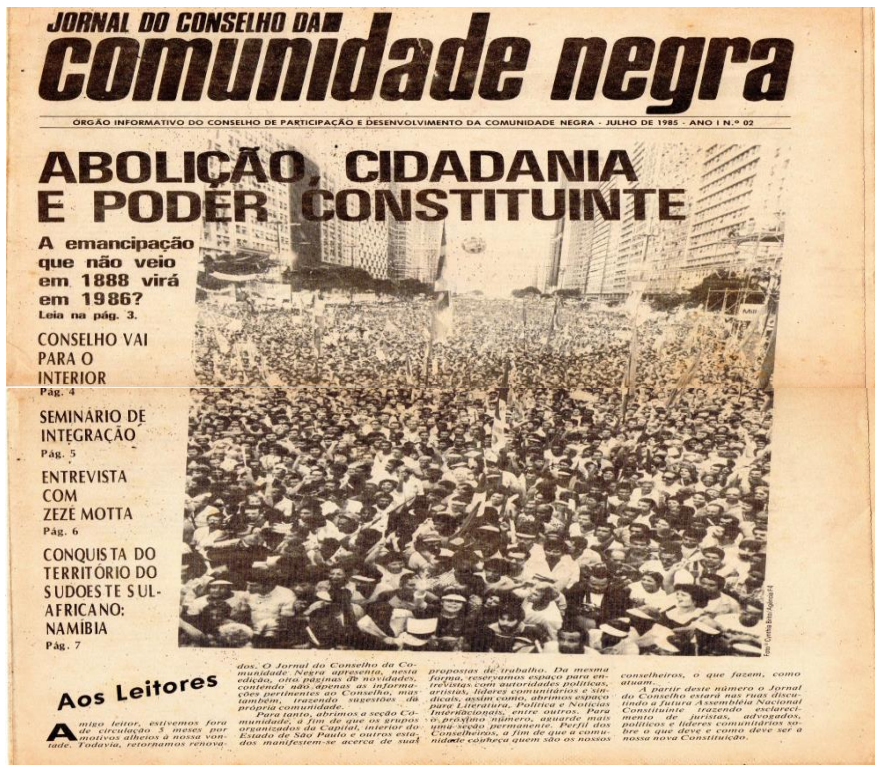 JORNAL DO CONSELHO DA
comunidade negra
ÓRGÃO INFORMATIVO DO CONSELHO DE PARTICIPAÇÃO E DESENVOLVIMENTO DA COMUNIDADE NEGRA - JULHO DE 1985 - ANO I N.º 02
ABOLIÇÃO, CIDADANIA
E PODER CONSTITUINTE
A emancipação
que não veio
em 1888 virá
em 1986?
Leia na pág. 3.
CONSELHO VAI
PARA O
INTERIOR
Pág. 4
SEMINÁRIO DE
INTEGRAÇÃO
Pág. 5
ENTREVISTA
COM
ZEZÉ MOTTA
Pág. 6
CONQUISTA DO
TERRITÓRIO DO
SUDOESTE SUL-
AFRICANO:
NAMÍBIA
Pág. 7
Aos Leitores
Amigo leitor, estivemos fora
de circulação 5 meses por
motivos alheios à nossa von-
tade. Todavia, retornamos renova-
dos. O Jornal do Conselho da Co-
munidade Negra apresenta, nesta
edição, oito páginas de novidades,
contendo não apenas as informa-
ções pertinentes ao Conselho, mas
também, trazendo sugestões da
própria comunidade.
Para tanto, abrimos a secção Co-
munidade, à fim de que os grupos
organizados da Capital, interior do
Estado de São Paulo e outros esta-
dos manifestem-se acerca de suas
propostas de trabalho. Da mesma
forma, reservamos espaço para en-
trevistas com autoridades políticas,
artistas, líderes comunitários e sin-
dicais, assim como, abrimos espaço
para Literatura, Política e Notícias
Internacionais, entre outros. Para
o próximo número, aguarde mais
uma seção permanente. Perfil dos
Conselheiros, a fim de que a comu-
nidade conheça quem são os nossos
conselheiros, o que fazem, como
atuam.
A partir deste número o Jornal
do Conselho estará nas ruas discu-
tindo a futura Assembléia Nacional
Constituinte trazendo esclareci-
mento de juristas, advogados,
políticos e líderes comunitários so-
bre o que deve e como deve ser a
nossa nova Constituição.